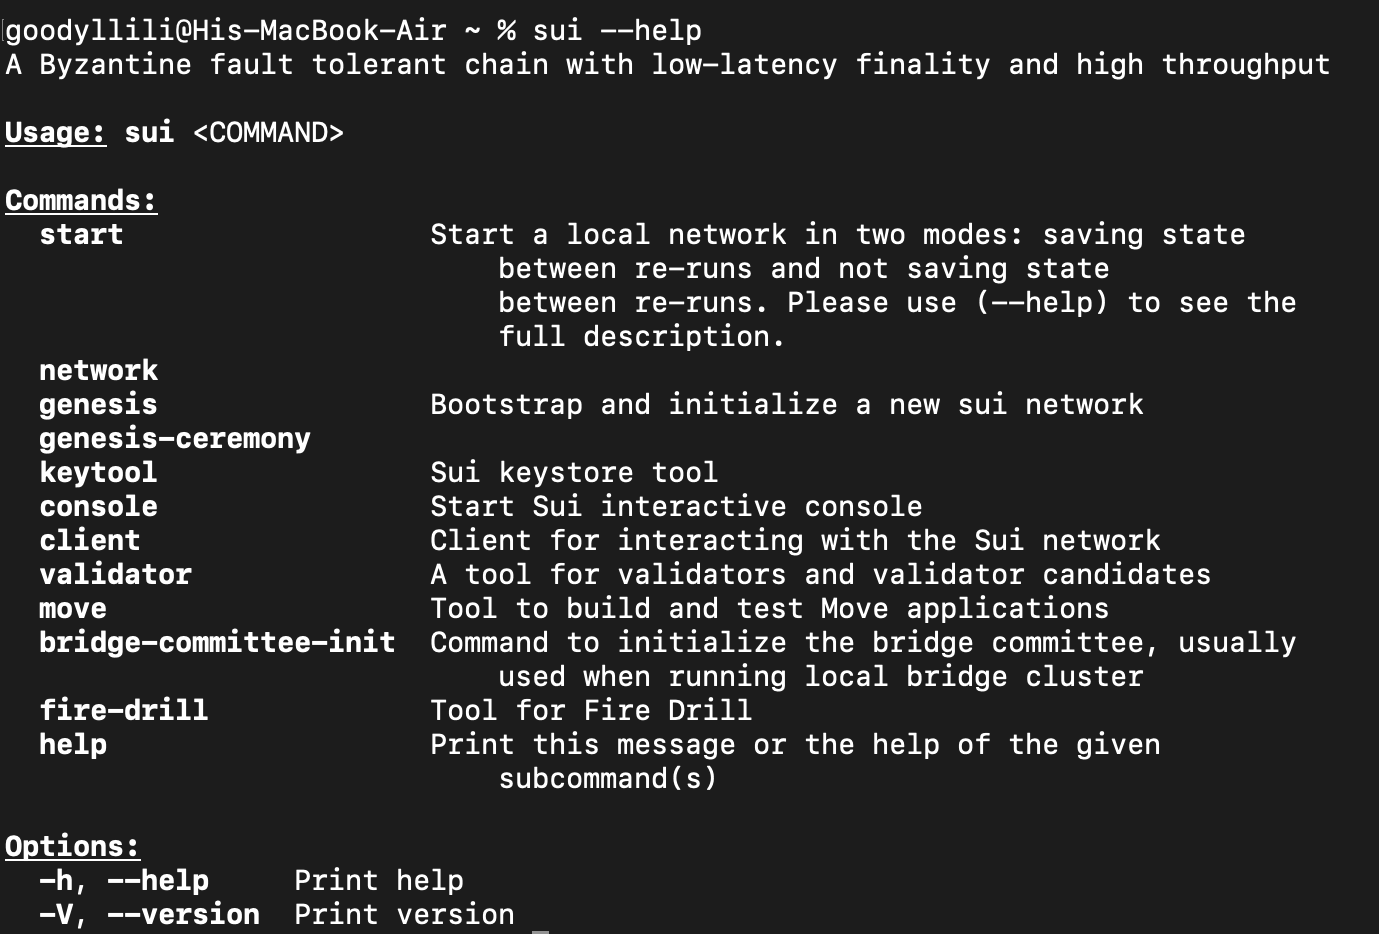 goodyllili@His-MacBook-Air ~ % sui --help
A Byzantine fault tolerant chain with low-latency finality and high throughput
Usage: sui <COMMAND>
Commands:
start Start a local network in two modes: saving state
between re-runs and not saving state
between re-runs. Please use (--help) to see the
full description.
network
genesis Bootstrap and initialize a new sui network
genesis-ceremony
keytool Sui keystore tool
console Start Sui interactive console
client Client for interacting with the Sui network
validator A tool for validators and validator candidates
move Tool to build and test Move applications
bridge-committee-init Command to initialize the bridge committee, usually
used when running local bridge cluster
fire-drill Tool for Fire Drill
help Print this message or the help of the given
subcommand(s)
Options:
-h, --help Print help
-V, --version Print version